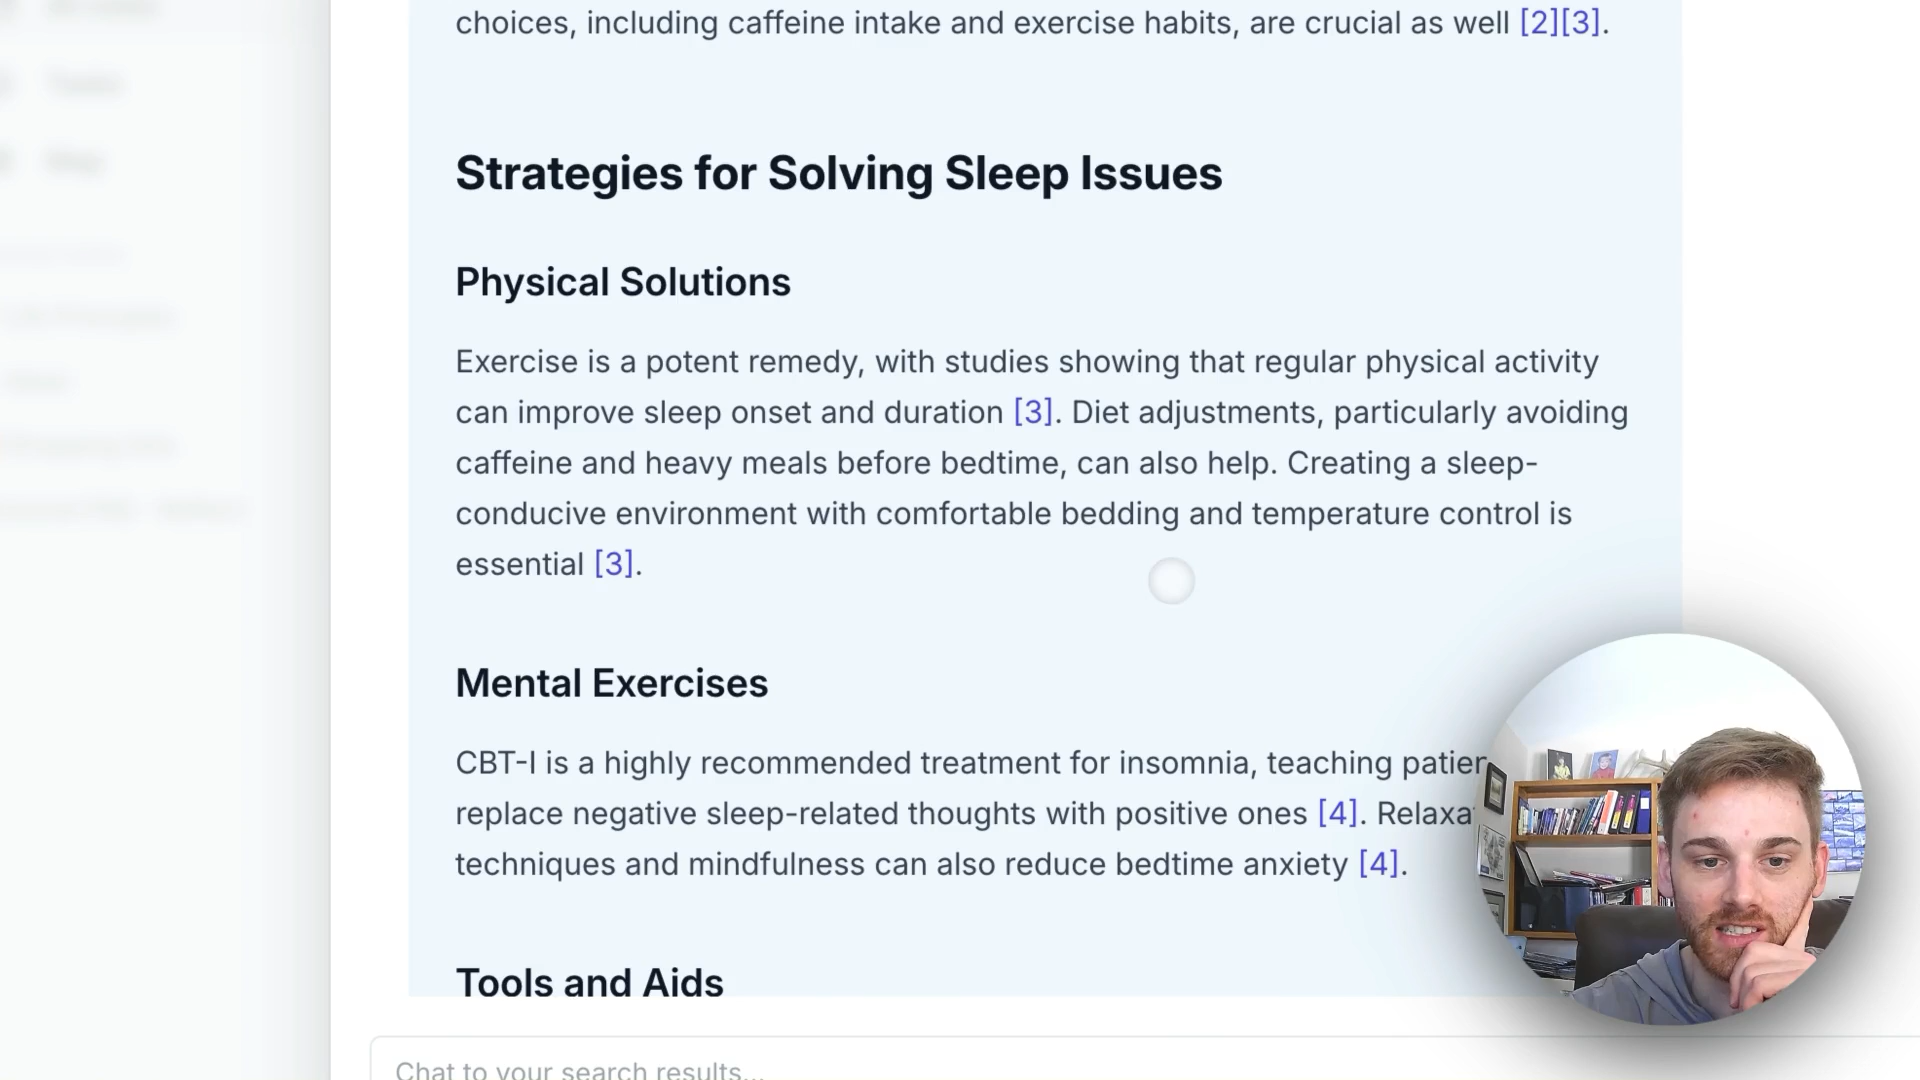 choices, including caffeine intake and exercise habits, are crucial as well [2][3].
Strategies for Solving Sleep Issues
Physical Solutions
Exercise is a potent remedy, with studies showing that regular physical activity
can improve sleep onset and duration [3]. Diet adjustments, particularly avoiding
caffeine and heavy meals before bedtime, can also help. Creating a sleep-
conducive environment with comfortable bedding and temperature control is
essential [3].
Mental Exercises
CBT-I is a highly recommended treatment for insomnia, teaching
replace negative sleep-related thoughts with positive ones [4].
techniques and mindfulness can also reduce bedtime anxiety [4].
Tools and Aids
Chat to your search results...